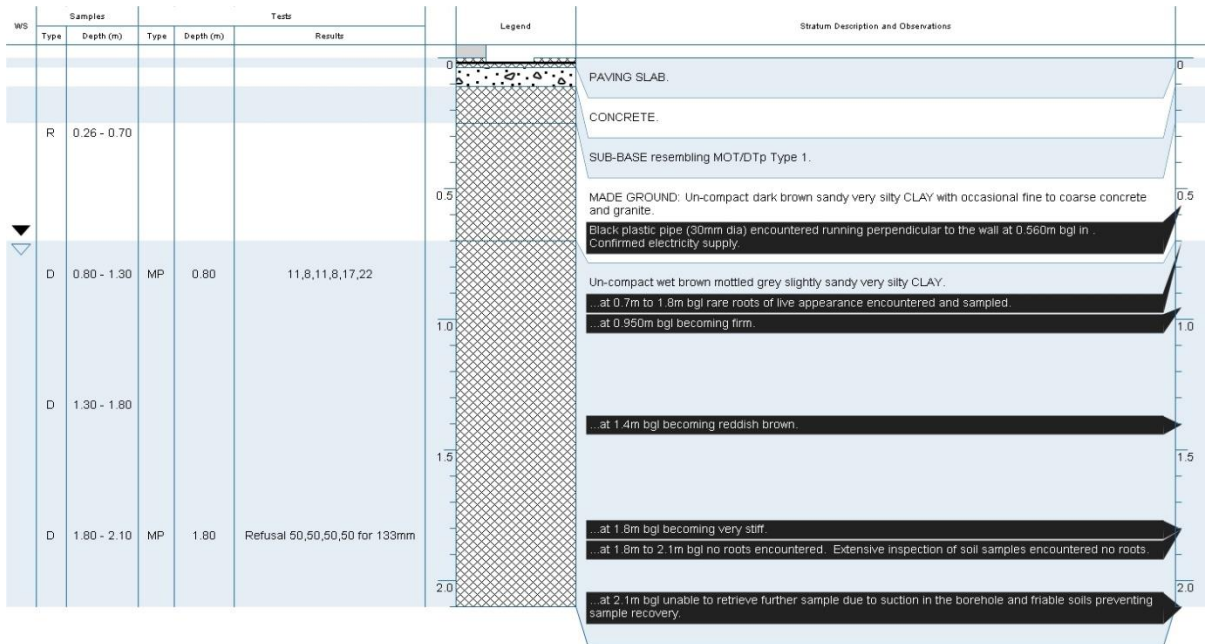 Samples Tests
WS Legend Stratum Description and Observations
Type Depth (m) Type Depth (m) Results
0 0
PAVING SLAB.
CONCRETE.
R 0.26 - 0.70
SUB-BASE resembling MOT/DTp Type 1.
0.5 MADE GROUND: Un-compact dark brown sandy very silty CLAY with occasional fine to coarse concrete 0.5
and granite.
Black plastic pipe (30mm dia) encountered running perpendicular to the wall at 0.560m bgl in .
Confirmed electricity supply.
D 0.80 - 1.30 MP 0.80 11,8,11,8,17,22 Un-compact wet brown mottled grey slightly sandy very silty CLAY.
...at 0.7m to 1.8m bgl rare roots of live appearance encountered and sampled.
1.0 ...at 0.950m bgl becoming firm. 1.0
D 1.30 - 1.80
...at 1.4m bgl becoming reddish brown.
1.5 1.5
...at 1.8m bgl becoming very stiff.
D 1.80 - 2.10 MP 1.80 Refusal 50,50,50,50 for 133mm
...at 1.8m to 2.1m bgl no roots encountered. Extensive inspection of soil samples encountered no roots.
2.0 2.0
...at 2.1m bgl unable to retrieve further sample due to suction in the borehole and friable soils preventing
sample recovery.